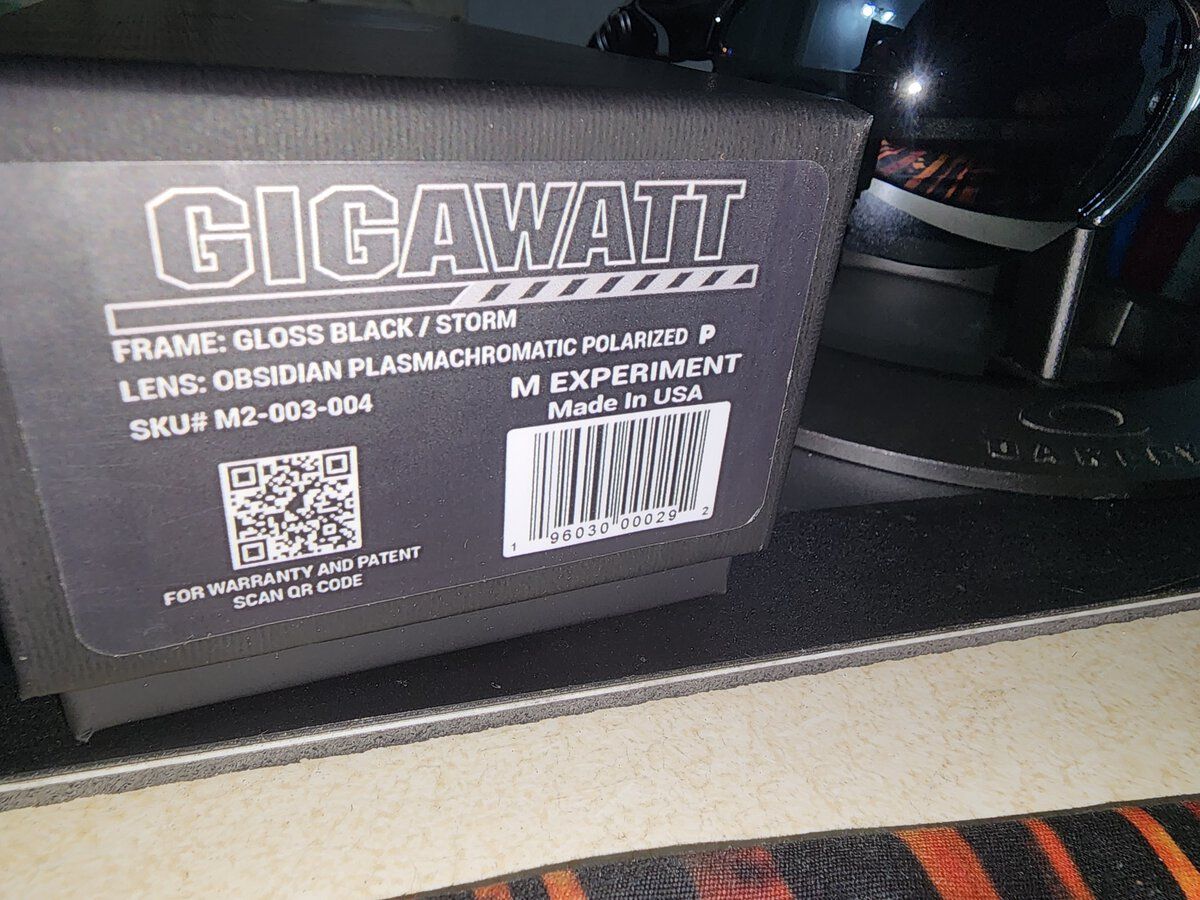 GIGAWATT
FRAME: GLOSS BLACK / STORM
LENS: OBSIDIAN PLASMACHROMATIC POLARIZED P
SKU# M2-003-004
M EXPERIMENT
Made In USA
1 96030 00029 2
FOR WARRANTY AND PATENT
SCAN QR CODE
OAKLEY